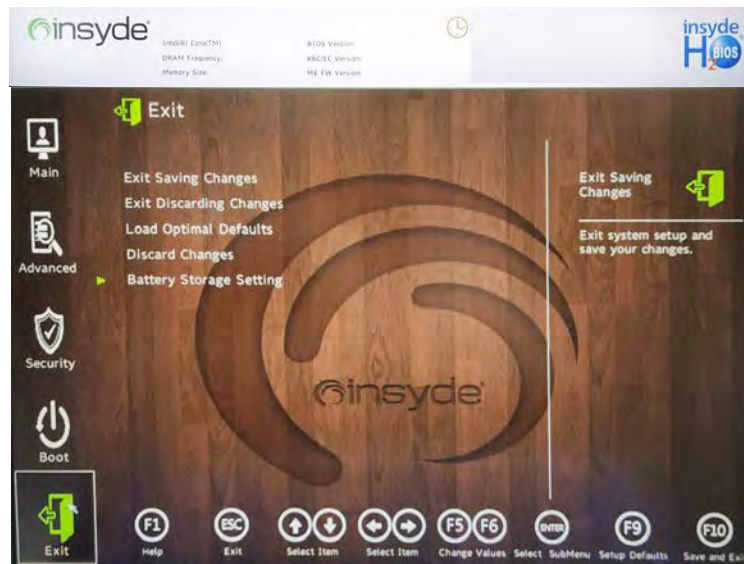 insyde
Intel(R) Core(TM)
DRAM Frequency:
Memory Size:
BIOS Version:
KBC/EC Version:
ME FW Version:
insyde
H2BIOS
Exit
Main
Advanced
Security
Boot
Exit
Exit Saving Changes
Exit Discarding Changes
Load Optimal Defaults
Discard Changes
Battery Storage Setting
Exit Saving
Changes
Exit system setup and
save your changes.
insyde
F1
Help
ESC
Exit
Select Item
Select Item
F5 F6
Change Values
ENTER
Select SubMenu
F9
Setup Defaults
F10
Save and Exit